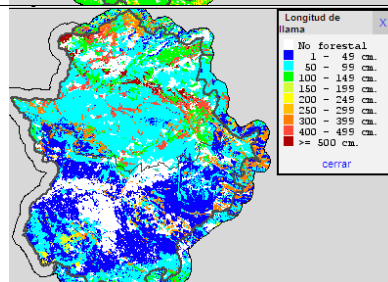 Longitud de
llama
X
No forestal
1 - 49 cm.
50 - 99 cm.
100 - 149 cm.
150 - 199 cm.
200 - 249 cm.
250 - 299 cm.
300 - 399 cm.
400 - 499 cm.
>= 500 cm.
cerrar